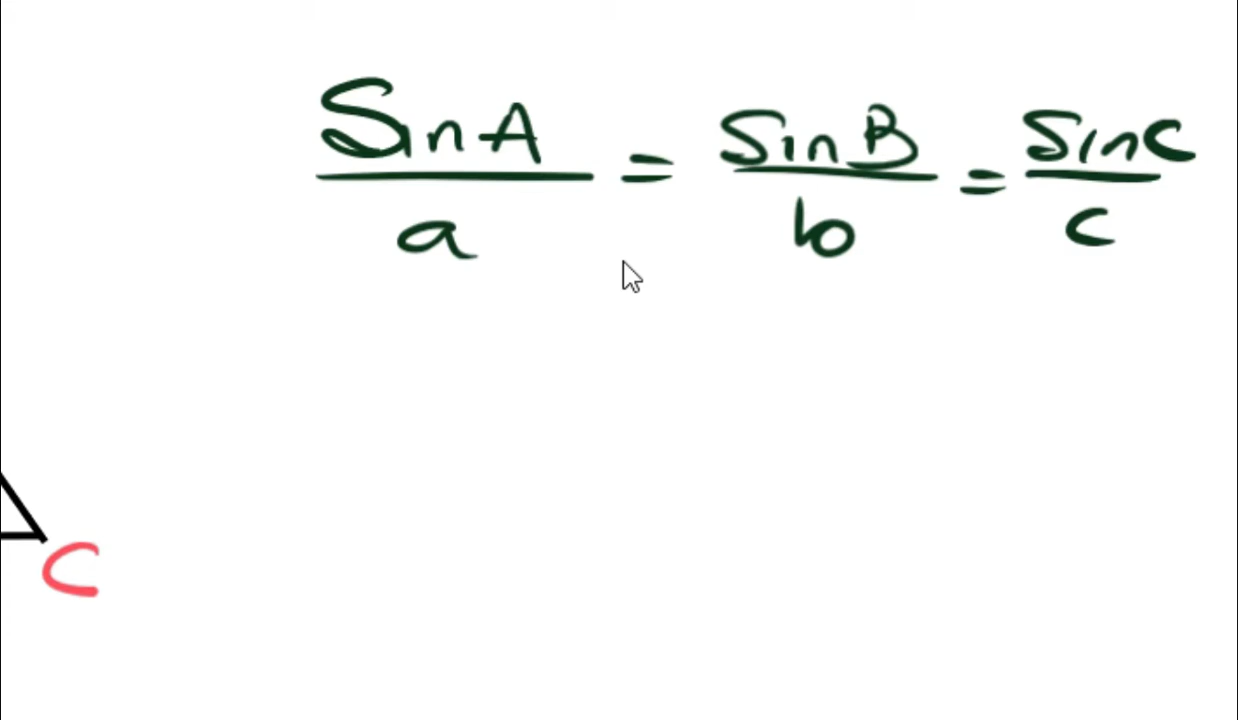 SinA/a = SinB/b = SinC/c
C